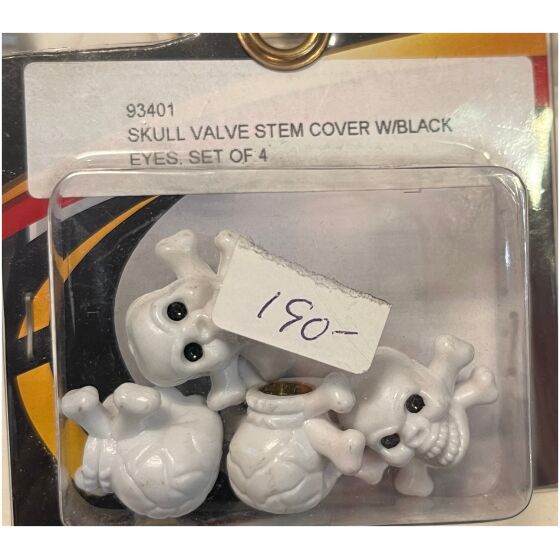 93401
SKULL VALVE STEM COVER W/BLACK
EYES. SET OF 4
190-